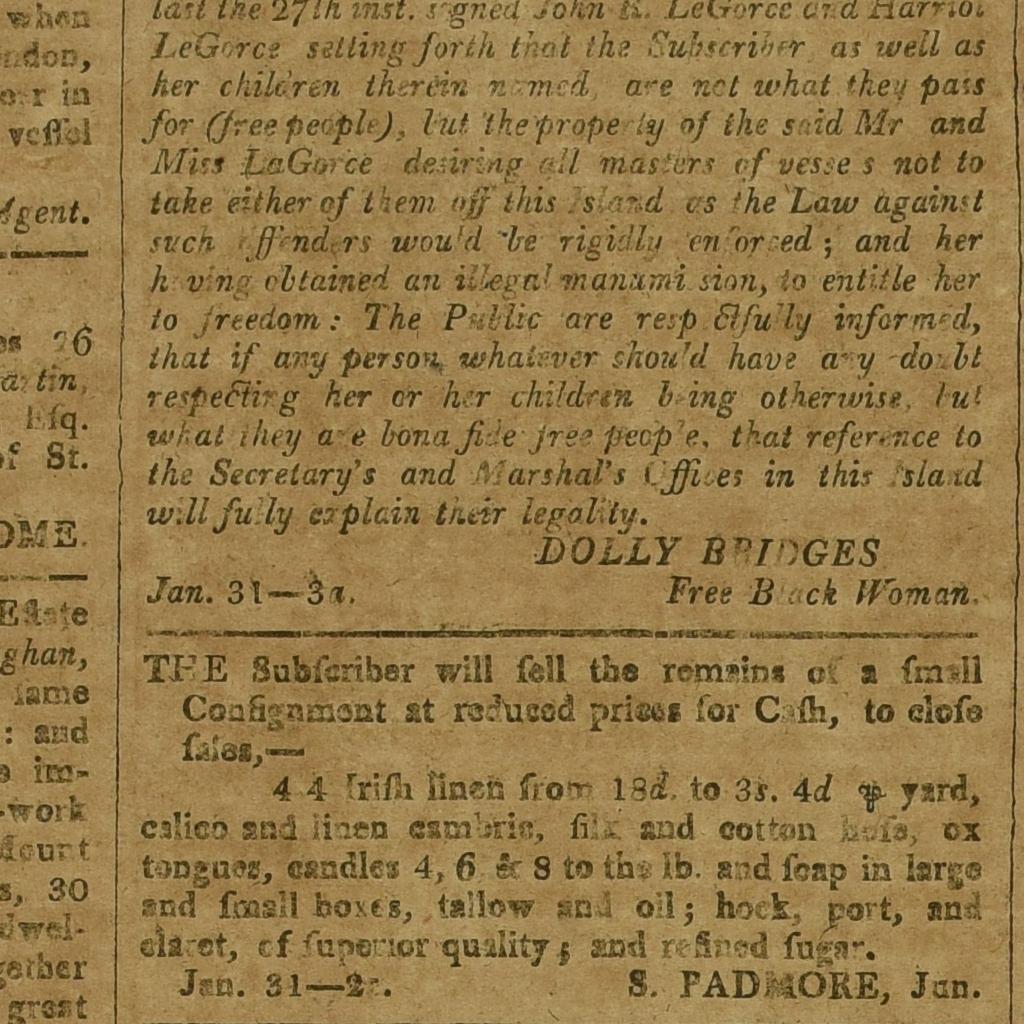 when
ndon,
or in
veſſel
Agent.
es 26
artin,
Eſq.
of St.
OME.
Eſtate
ghan,
ſame
: and
e im-
-work
Mount
s, 30
dwel-
gether
great
last the 27th inst. signed John R. LeGorce and Harriot
LeGorce setting forth that the Subscriber as well as
her children therein named, are not what they pass
for (free people), but the property of the said Mr and
Miss LaGorce desiring all masters of vessels not to
take either of them off this Island as the Law against
such offenders wou'd be rigidly enforced; and her
having obtained an illegal manumission, to entitle her
to freedom: The Public are respectfully informed,
that if any person whatever should have any doubt
respecting her or her children being otherwise, but
what they are bona fide free people, that reference to
the Secretary's and Marshal's Offices in this Island
will fully explain their legality.
DOLLY BRIDGES
Jan. 31—3a. Free Black Woman.
THE Subſcriber will ſell the remains of a ſmall
Conſignment at reduced prices for Caſh, to cloſe
ſales,—
4 4 Iriſh linen from 18d. to 3s. 4d ⅌ yard,
calico and linen cambric, ſilk and cotton hoſe, ox
tongues, candles 4, 6 & 8 to the lb. and ſoap in large
and ſmall boxes, tallow and oil; hock, port, and
claret, of ſuperior quality; and refined ſugar.
Jan. 31—2. S. PADMORE, Jun.